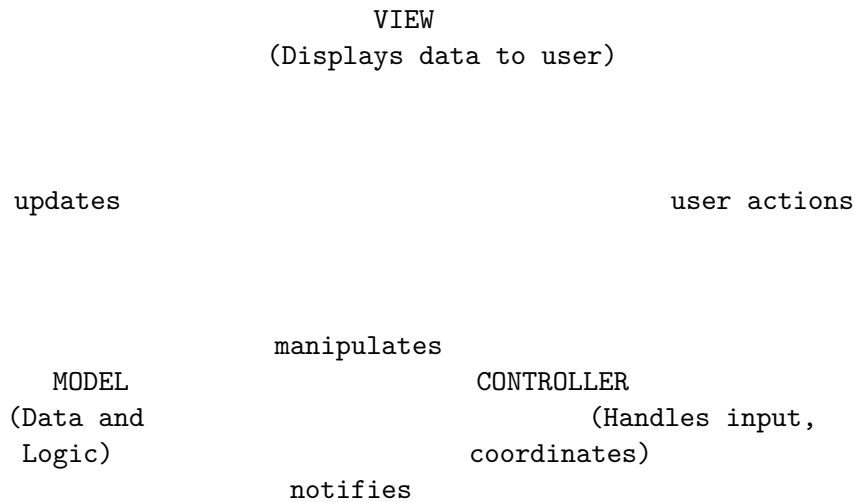 VIEW
(Displays data to user)
updates user actions
manipulates
MODEL CONTROLLER
(Data and (Handles input,
Logic) coordinates)
notifies